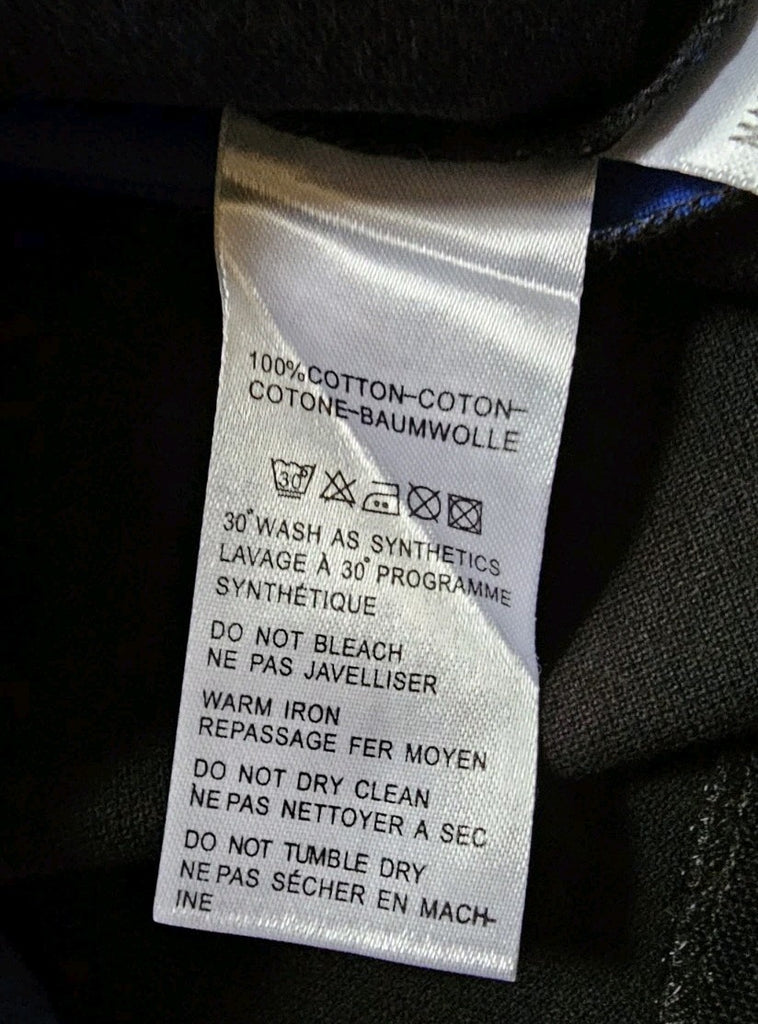 100%COTTON-COTON-
COTONE-BAUMWOLLE
30°
30°WASH AS SYNTHETICS
LAVAGE À 30° PROGRAMME
SYNTHÉTIQUE
DO NOT BLEACH
NE PAS JAVELLISER
WARM IRON
REPASSAGE FER MOYEN
DO NOT DRY CLEAN
NE PAS NETTOYER A SEC
DO NOT TUMBLE DRY
NE PAS SÉCHER EN MACH-
INE